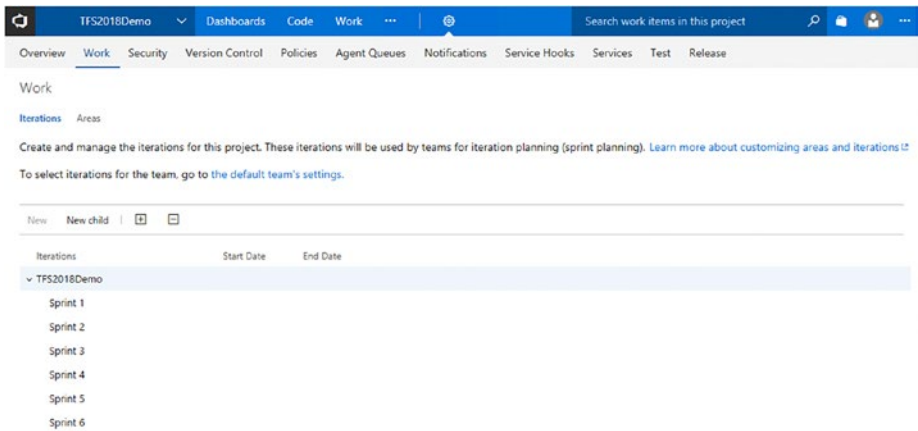 TFS2018Demo Dashboards Code Work ··· Search work items in this project ···
Overview Work Security Version Control Policies Agent Queues Notifications Service Hooks Services Test Release
Work
Iterations Areas
Create and manage the iterations for this project. These iterations will be used by teams for iteration planning (sprint planning). Learn more about customizing areas and iterations
To select iterations for the team, go to the default team's settings.
New New child
Iterations Start Date End Date
TFS2018Demo
Sprint 1
Sprint 2
Sprint 3
Sprint 4
Sprint 5
Sprint 6